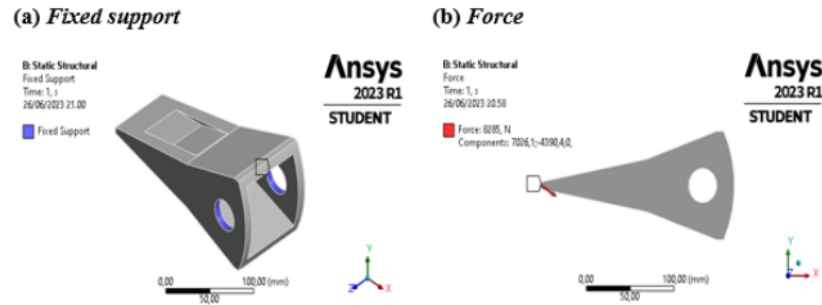 (a) Fixed support
B: Static Structural
Fixed Support
Time: 1, s
26/06/2023 21.00
Fixed Support
Ansys
2023 R1
STUDENT
0,00
100,00 (mm)
50,00
Y
Z
X
(b) Force
B: Static Structural
Force
Time: 1, s
26/06/2023 20.58
Force: 8285, N
Components: 7026,1;-4390,4;0,
Ansys
2023 R1
STUDENT
0,00
100,00 (mm)
50,00
Y
Z
X